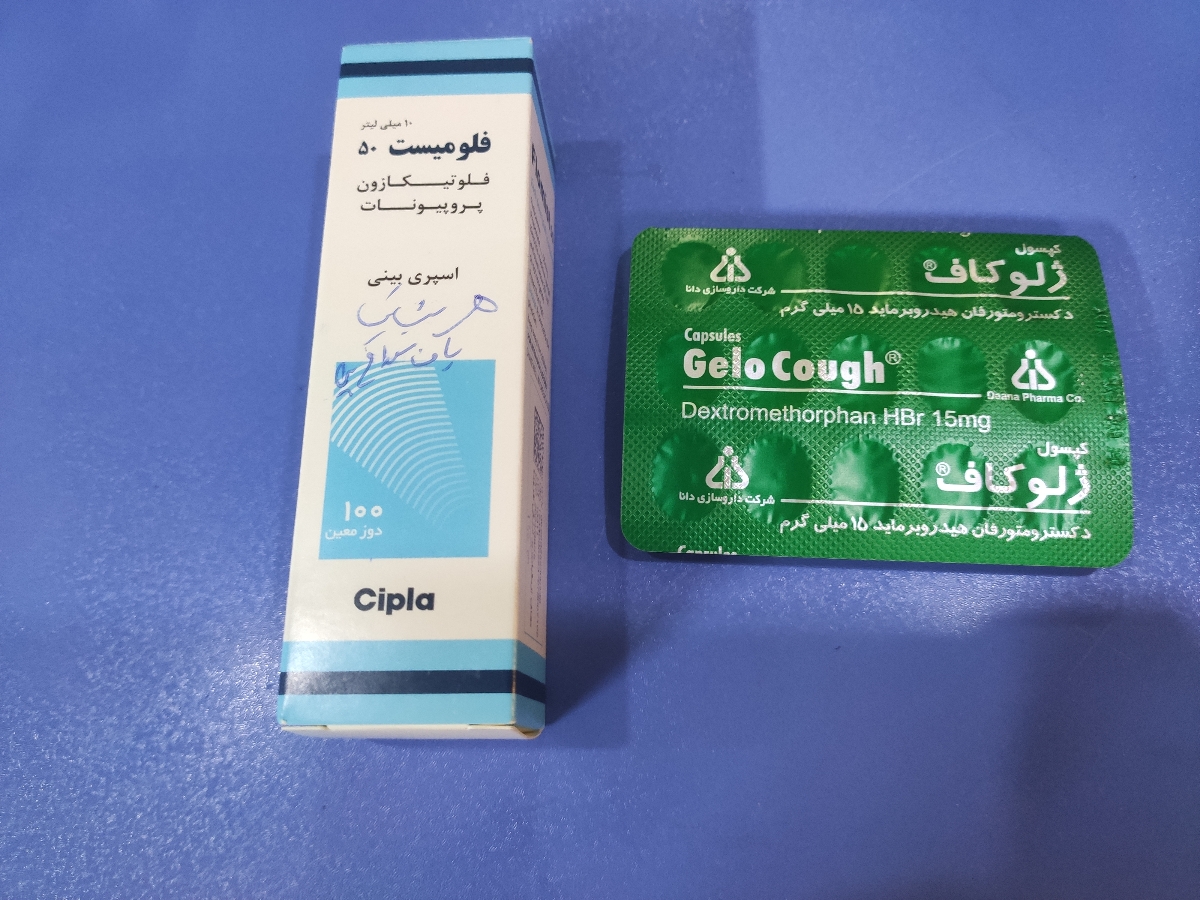 ۱۰ میلی لیتر
فلومیست ۵۰
فلوتیکازون
پروپیونات
اسپری بینی
هر
۱۰۰
دوز معین
Cipla
کپسول
ژلوکاف®
شرکت داروسازی دانا
دکسترومتورفان هیدروبرماید ۱۵ میلی گرم
Capsules
Gelo Cough®
Daana Pharma Co.
Dextromethorphan HBr 15mg
کپسول
ژلوکاف®
شرکت داروسازی دانا
دکسترومتورفان هیدروبرماید ۱۵ میلی گرم
Capsules